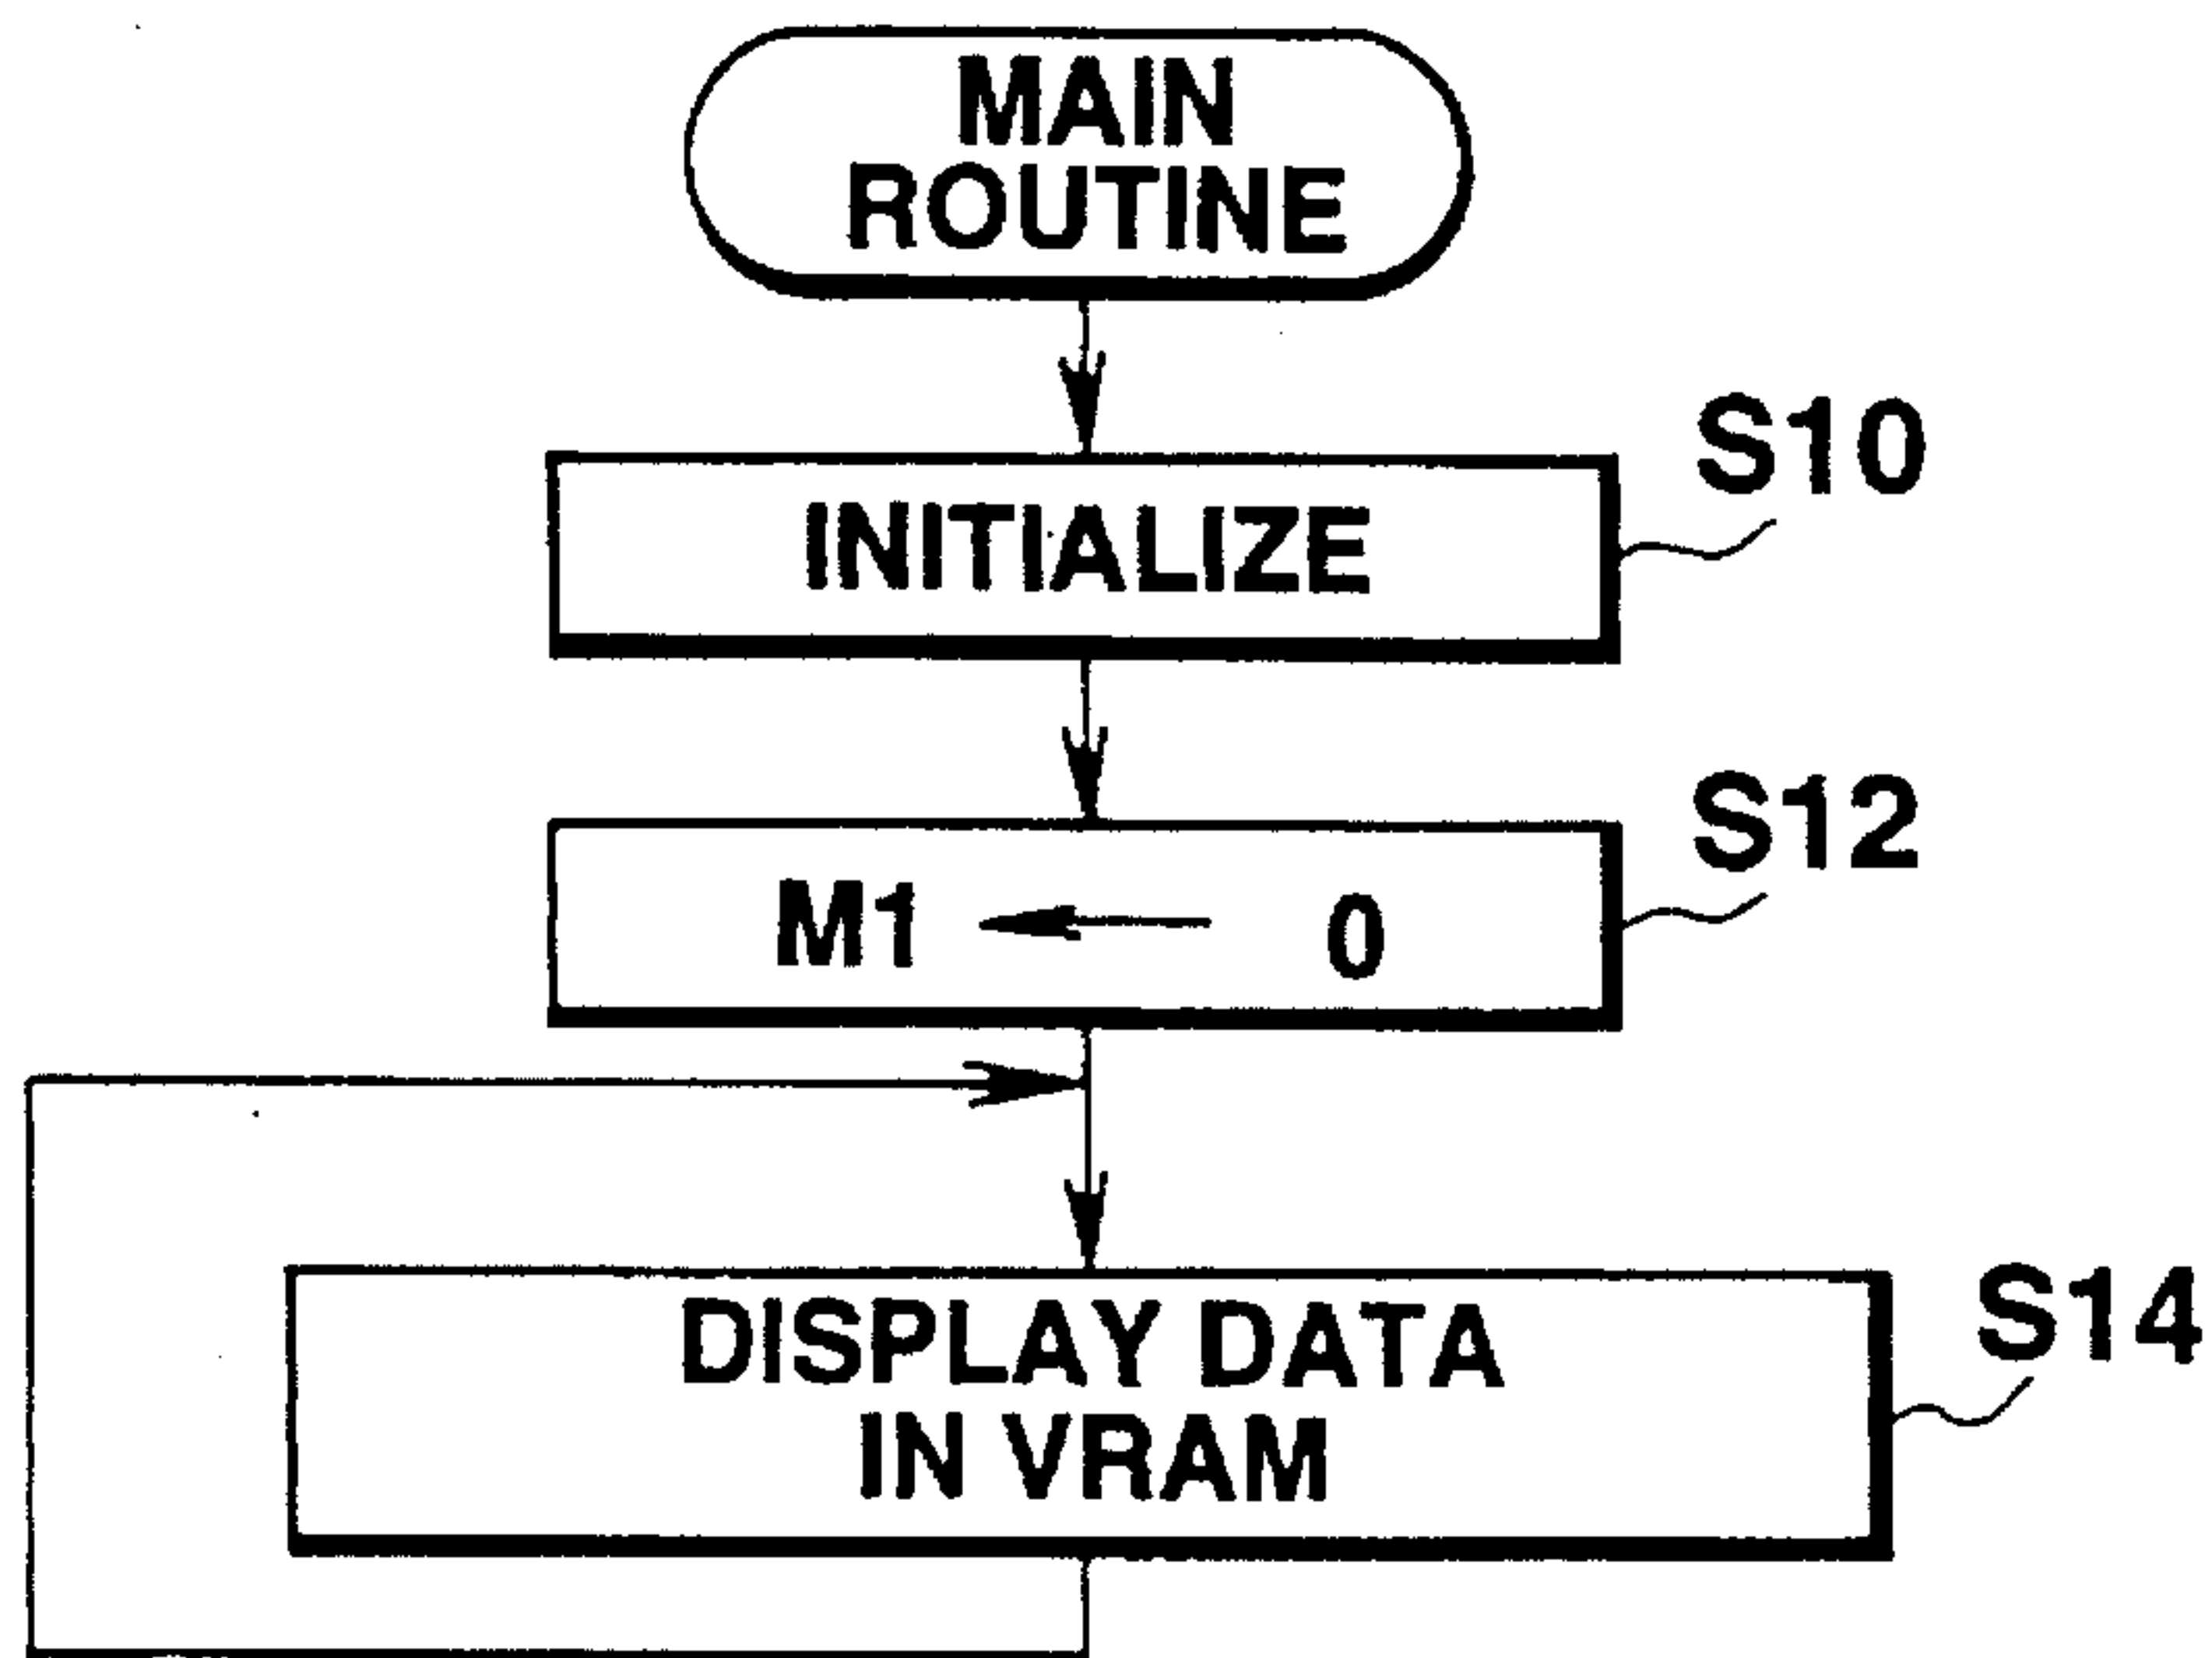 MAIN
ROUTINE
S10
INITIALIZE
S12
M1 ← 0
S14
DISPLAY DATA
IN VRAM